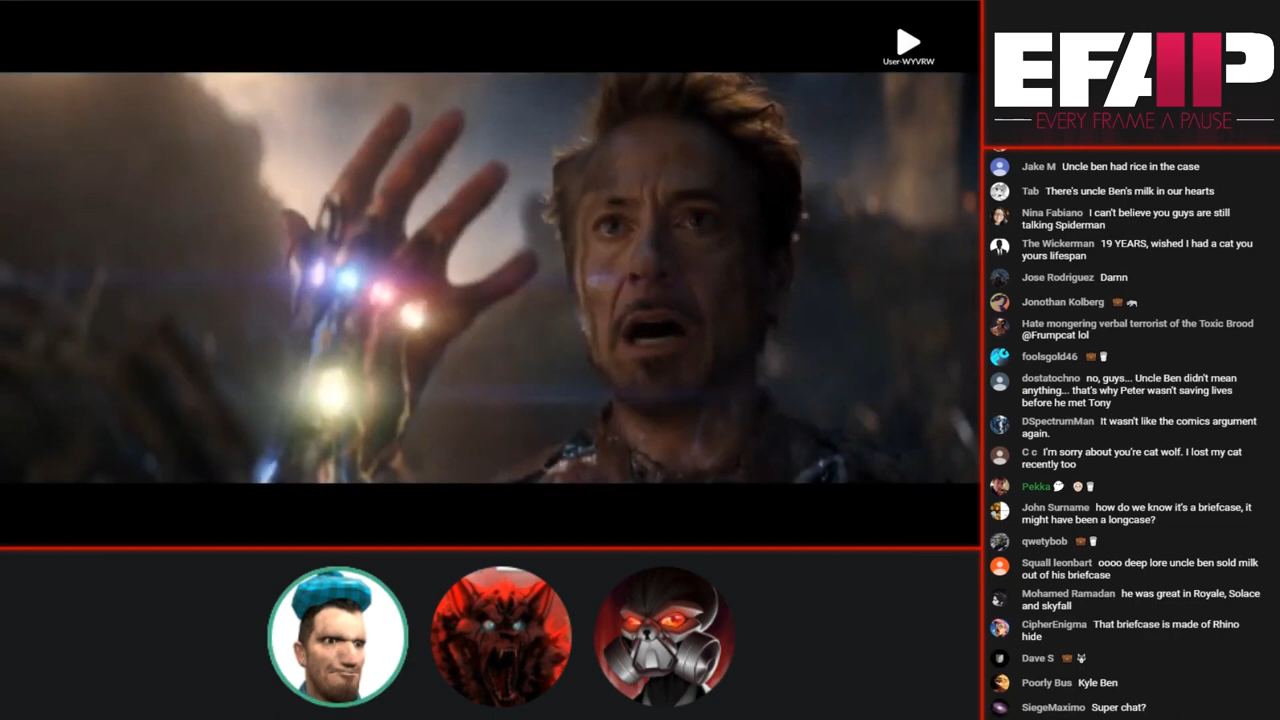 User-WYVRW
EFAP
EVERY FRAME A PAUSE
Jake M Uncle ben had rice in the case
Tab There's uncle Ben's milk in our hearts
Nina Fabiano I can't believe you guys are still
talking Spiderman
The Wickerman 19 YEARS, wished I had a cat you
yours lifespan
Jose Rodriguez Damn
Jonothan Kolberg
Hate mongering verbal terrorist of the Toxic Brood
@Frumpcat lol
foolsgold46
dostatochno no, guys... Uncle Ben didn't mean
anything... that's why Peter wasn't saving lives
before he met Tony
DSpectrumMan It wasn't like the comics argument
again.
C c I'm sorry about you're cat wolf. I lost my cat
recently too
Pekka
John Surname how do we know it's a briefcase, it
might have been a longcase?
qwetybob
Squall leonbart oooo deep lore uncle ben sold milk
out of his briefcase
Mohamed Ramadan he was great in Royale, Solace
and skyfall
CipherEnigma That briefcase is made of Rhino
hide
Dave S
Poorly Bus Kyle Ben
SiegeMaximo Super chat?